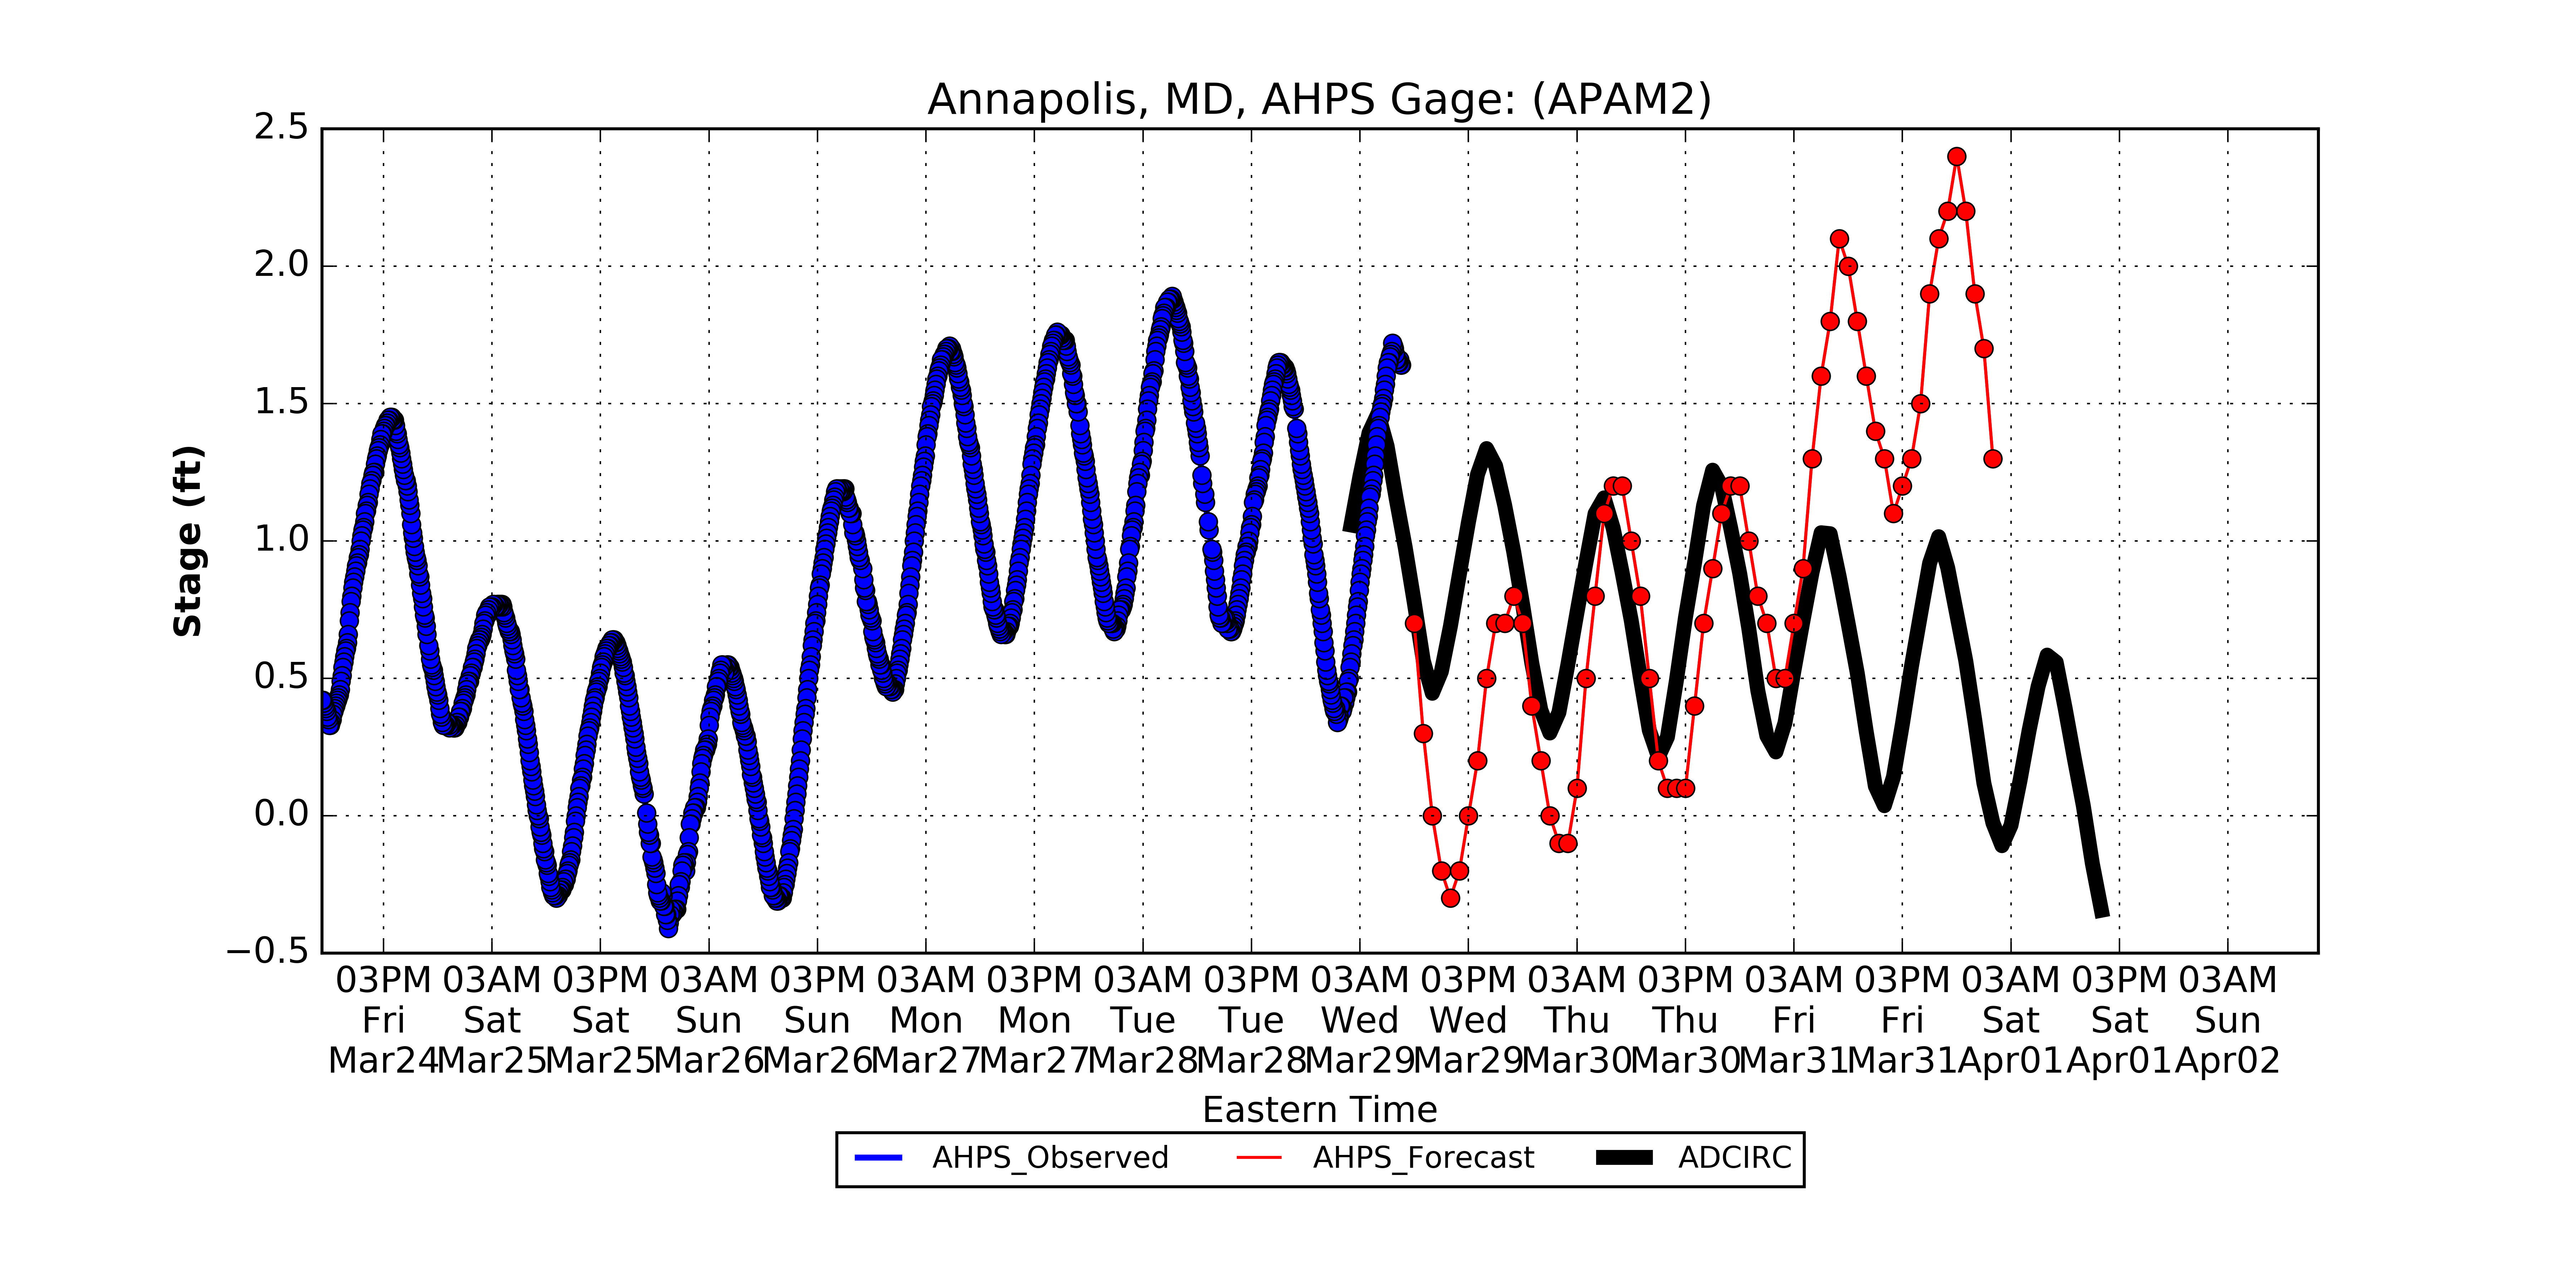 Annapolis, MD, AHPS Gage: (APAM2)
2.5
2.0
1.5
1.0
0.5
0.0
−0.5
Stage (ft)
03PM 03AM 03PM 03AM 03PM 03AM 03PM 03AM 03PM 03AM 03PM 03AM 03PM 03AM 03PM 03AM 03PM 03AM
Fri Sat Sat Sun Sun Mon Mon Tue Tue Wed Wed Thu Thu Fri Fri Sat Sat Sun
Mar24 Mar25 Mar25 Mar26 Mar26 Mar27 Mar27 Mar28 Mar28 Mar29 Mar29 Mar30 Mar30 Mar31 Mar31 Apr01 Apr01 Apr02
Eastern Time
AHPS_Observed AHPS_Forecast ADCIRC